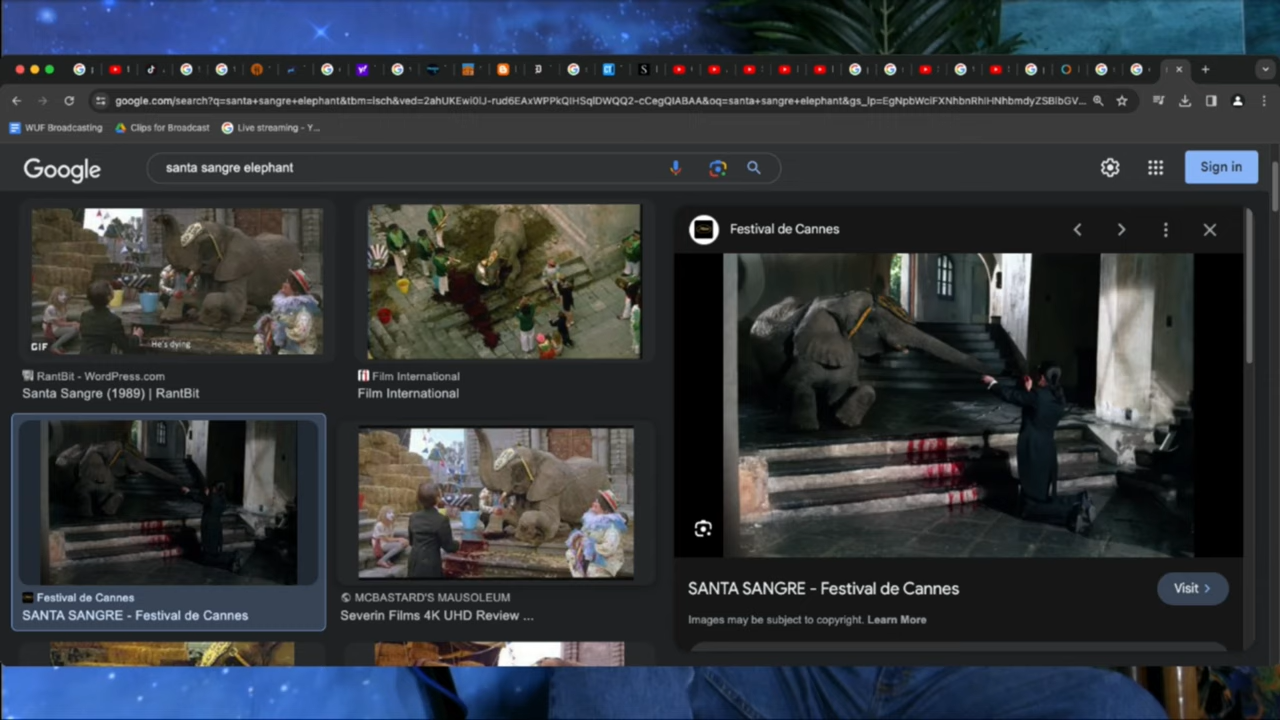 google.com/search?q=santa+sangre+elephant&tbm=isch&ved=2ahUKEwi0lJ-rud6EAxWPPkQIHSqIDWQQ2-cCegQIABAA&oq=santa+sangre+elephant&gs_lp=EgNpbWciFXNhbnRhIHNhbmdyZSBlbGV...
WUF Broadcasting
Clips for Broadcast
Live streaming - Y...
Google
santa sangre elephant
Sign in
Festival de Cannes
GIF
He's dying
RantBit - WordPress.com
Santa Sangre (1989) | RantBit
Film International
Film International
Festival de Cannes
SANTA SANGRE - Festival de Cannes
MCBASTARD'S MAUSOLEUM
Severin Films 4K UHD Review ...
SANTA SANGRE - Festival de Cannes
Visit
Images may be subject to copyright. Learn More